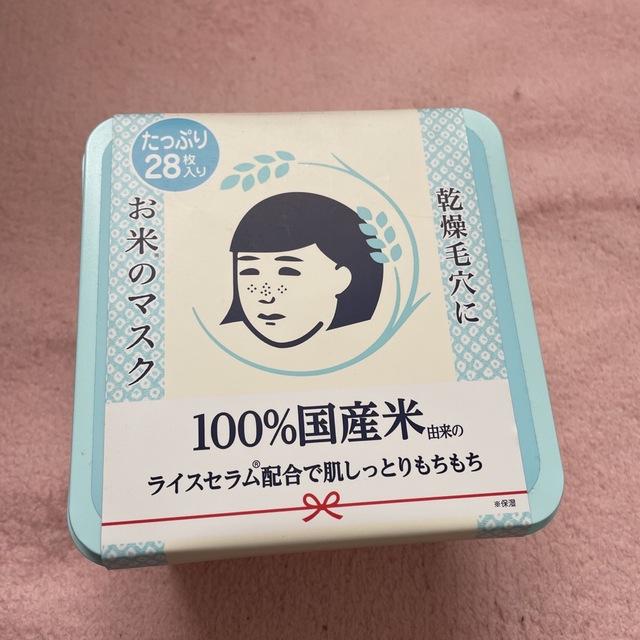 たっぷり
28枚入り
乾燥毛穴に
お米のマスク
100%国産米由来の
ライスセラム®配合で肌しっとりもちもち
※保湿